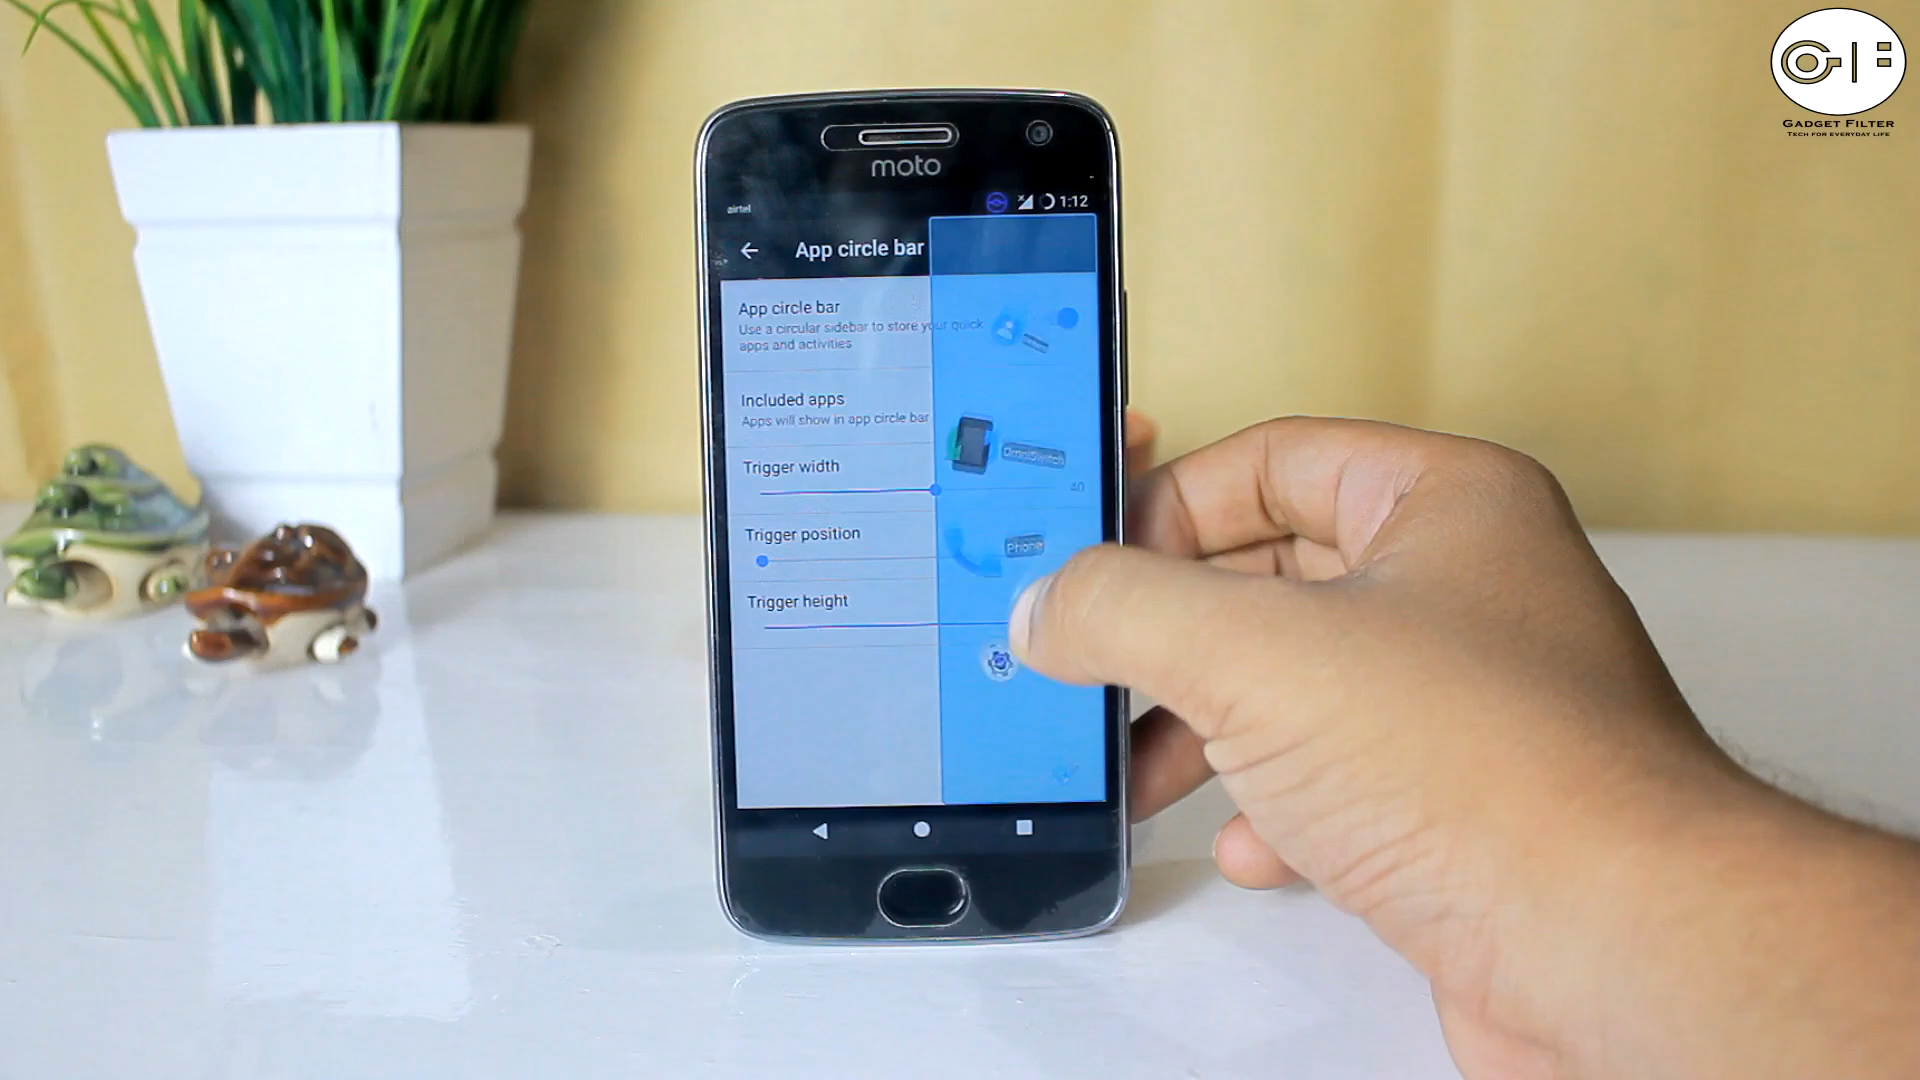 GADGET FILTER
TECH FOR EVERYDAY LIFE
moto
airtel
1:12
App circle bar
App circle bar
Use a circular sidebar to store your quick
apps and activities
Included apps
Apps will show in app circle bar
OmniSwitch
Trigger width
40
Trigger position
Phone
Trigger height